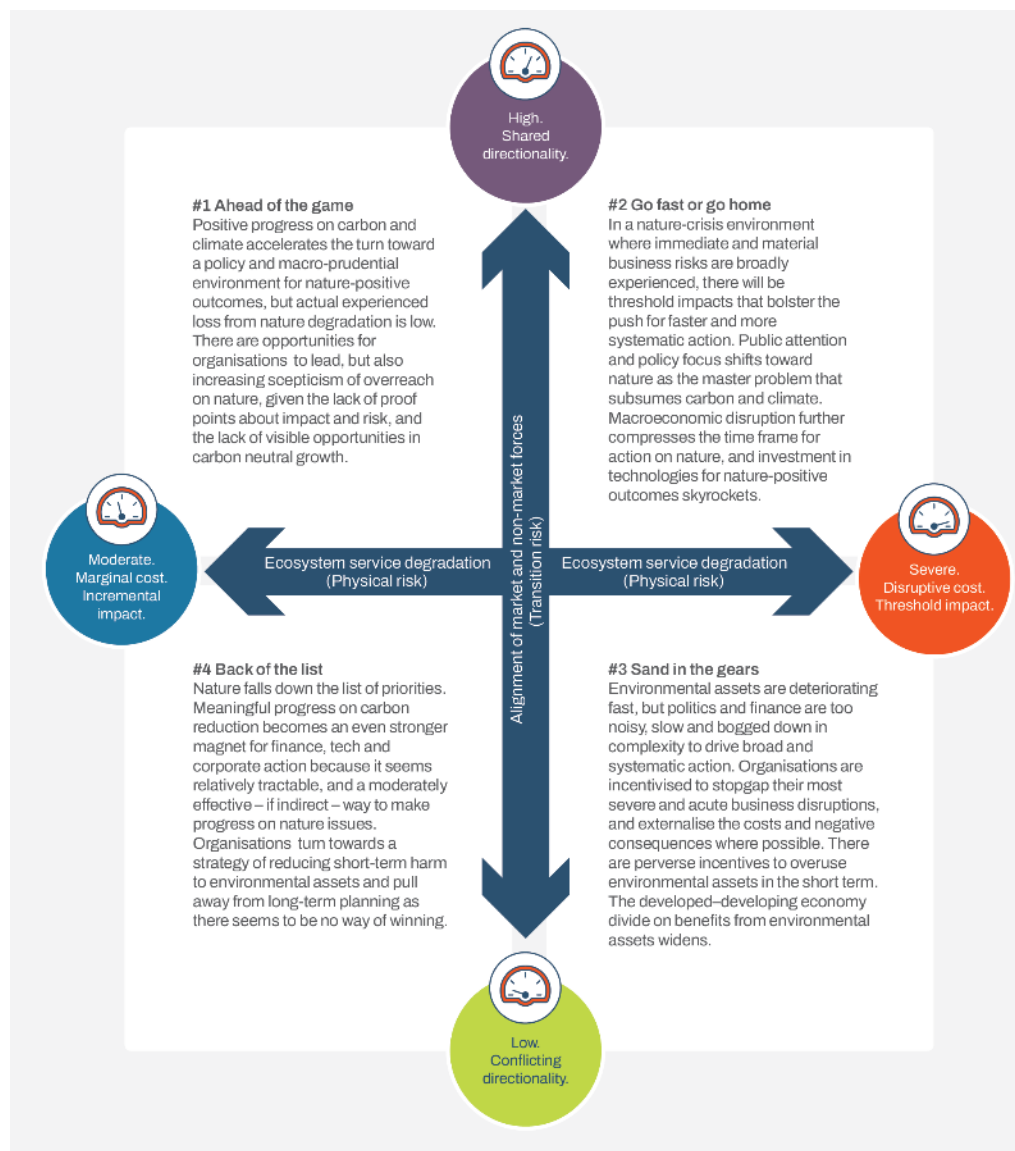 High.
Shared
directionality.
#1 Ahead of the game
Positive progress on carbon and
climate accelerates the turn toward
a policy and macro-prudential
environment for nature-positive
outcomes, but actual experienced
loss from nature degradation is low.
There are opportunities for
organisations to lead, but also
increasing scepticism of overreach
on nature, given the lack of proof
points about impact and risk, and
the lack of visible opportunities in
carbon neutral growth.
#2 Go fast or go home
In a nature-crisis environment
where immediate and material
business risks are broadly
experienced, there will be
threshold impacts that bolster the
push for faster and more
systematic action. Public attention
and policy focus shifts toward
nature as the master problem that
subsumes carbon and climate.
Macroeconomic disruption further
compresses the time frame for
action on nature, and investment in
technologies for nature-positive
outcomes skyrockets.
Moderate.
Marginal cost.
Incremental
impact.
Ecosystem service degradation
(Physical risk)
Alignment of market and non-market forces
(Transition risk)
Ecosystem service degradation
(Physical risk)
Severe.
Disruptive cost.
Threshold impact.
#4 Back of the list
Nature falls down the list of priorities.
Meaningful progress on carbon
reduction becomes an even stronger
magnet for finance, tech and
corporate action because it seems
relatively tractable, and a moderately
effective – if indirect – way to make
progress on nature issues.
Organisations turn towards a
strategy of reducing short-term harm
to environmental assets and pull
away from long-term planning as
there seems to be no way of winning.
#3 Sand in the gears
Environmental assets are deteriorating
fast, but politics and finance are too
noisy, slow and bogged down in
complexity to drive broad and
systematic action. Organisations are
incentivised to stopgap their most
severe and acute business disruptions,
and externalise the costs and negative
consequences where possible. There
are perverse incentives to overuse
environmental assets in the short term.
The developed–developing economy
divide on benefits from environmental
assets widens.
Low.
Conflicting
directionality.